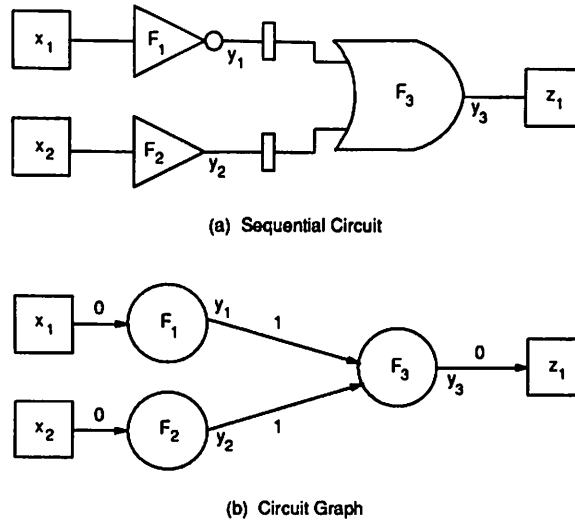 x1 F1 y1 F3 y3 z1
x2 F2 y2
(a) Sequential Circuit
x1 0 F1 y1 1 F3 0 y3 z1
x2 0 F2 y2 1
(b) Circuit Graph